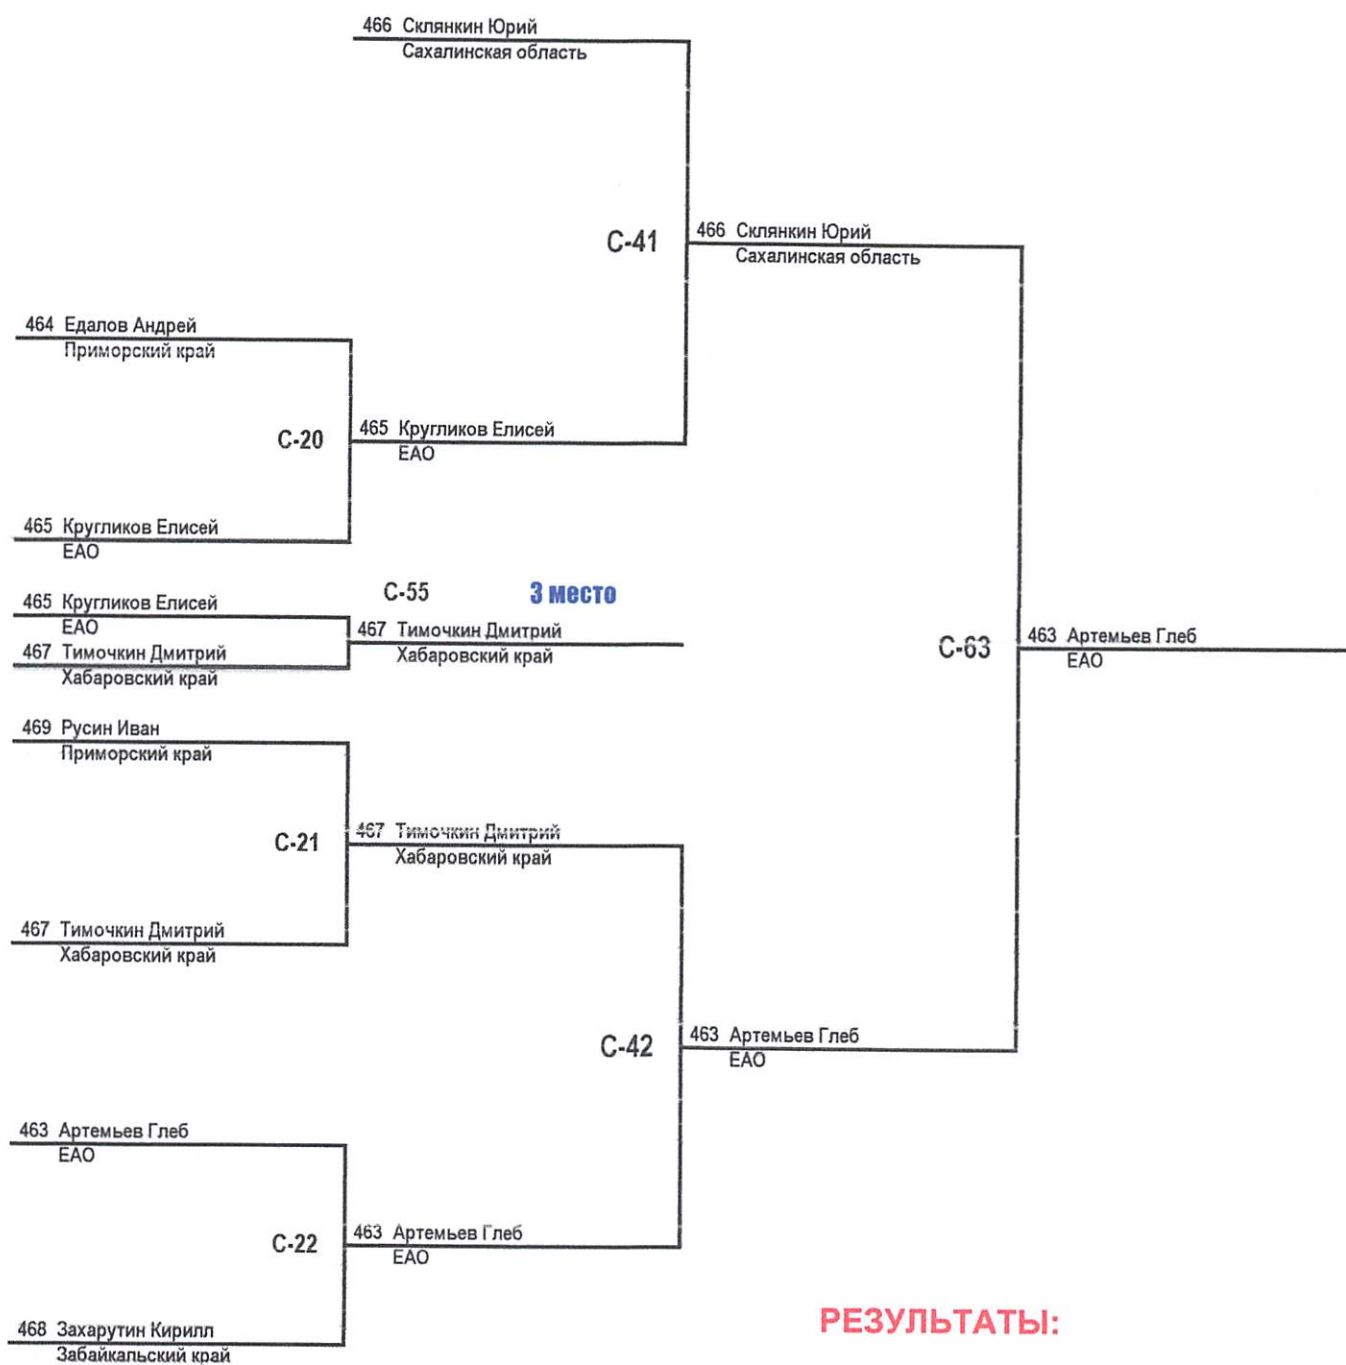 466 Склянкин Юрий
Сахалинская область
С-41
466 Склянкин Юрий
Сахалинская область
464 Едалов Андрей
Приморский край
С-20
465 Кругликов Елисей
ЕАО
465 Кругликов Елисей
ЕАО
С-55 3 место
465 Кругликов Елисей
ЕАО
467 Тимочкин Дмитрий
Хабаровский край
467 Тимочкин Дмитрий
Хабаровский край
С-63
463 Артемьев Глеб
ЕАО
469 Русин Иван
Приморский край
С-21
467 Тимочкин Дмитрий
Хабаровский край
467 Тимочкин Дмитрий
Хабаровский край
С-42
463 Артемьев Глеб
ЕАО
463 Артемьев Глеб
ЕАО
С-22
463 Артемьев Глеб
ЕАО
468 Захарутин Кирилл
Забайкальский край
РЕЗУЛЬТАТЫ: